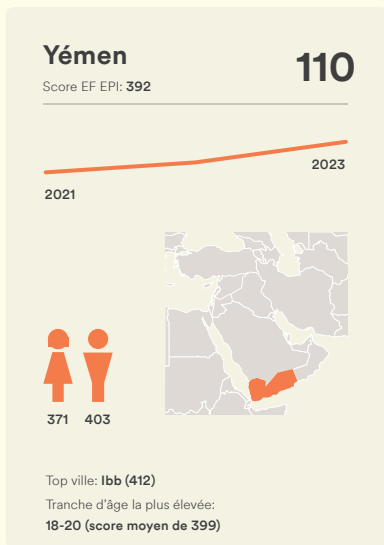 Yémen
110
Score EF EPI: 392
2023
2021
371 403
Top ville: Ibb (412)
Tranche d'âge la plus élevée:
18-20 (score moyen de 399)